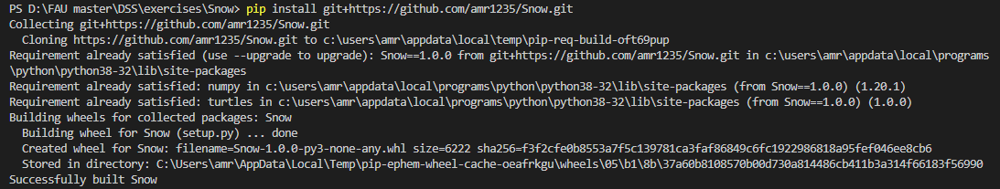 PS D:\FAU master\DSS\exercises\Snow> pip install git+https://github.com/amr1235/Snow.git
Collecting git+https://github.com/amr1235/Snow.git
  Cloning https://github.com/amr1235/Snow.git to c:\users\amr\appdata\local\temp\pip-req-build-oft69pup
Requirement already satisfied (use --upgrade to upgrade): Snow==1.0.0 from git+https://github.com/amr1235/Snow.git in c:\users\amr\appdata\local\programs
\python\python38-32\lib\site-packages
Requirement already satisfied: numpy in c:\users\amr\appdata\local\programs\python\python38-32\lib\site-packages (from Snow==1.0.0) (1.20.1)
Requirement already satisfied: turtles in c:\users\amr\appdata\local\programs\python\python38-32\lib\site-packages (from Snow==1.0.0) (1.0.0)
Building wheels for collected packages: Snow
  Building wheel for Snow (setup.py) ... done
  Created wheel for Snow: filename=Snow-1.0.0-py3-none-any.whl size=6222 sha256=f3f2cfe0b8553a7f5c139781ca3faf86849c6fc1922986818a95fef046ee8cb6
  Stored in directory: C:\Users\amr\AppData\Local\Temp\pip-ephem-wheel-cache-oeafrkgu\wheels\05\b1\8b\37a60b8108570b00d730a814486cb411b3a314f66183f56990
Successfully built Snow